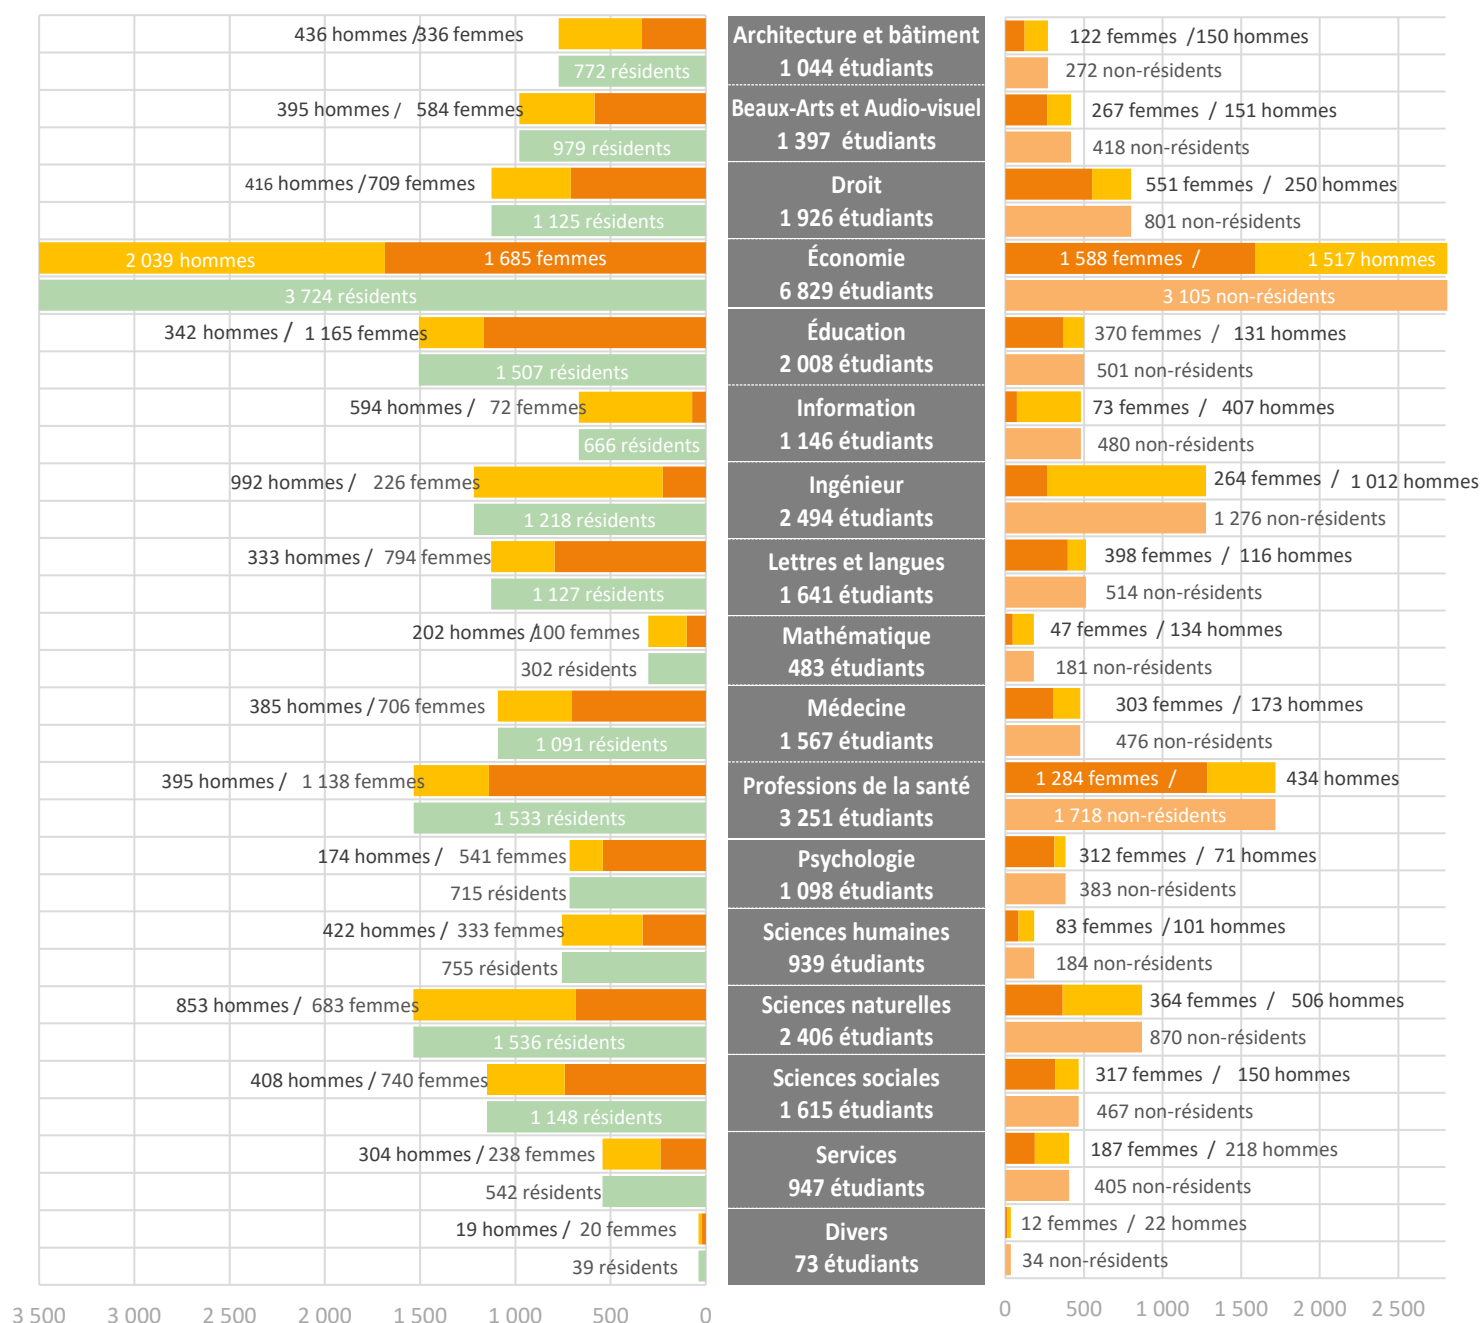 436 hommes /336 femmes
Architecture et bâtiment
122 femmes /150 hommes
772 résidents
1 044 étudiants
272 non-résidents
395 hommes / 584 femmes
Beaux-Arts et Audio-visuel
267 femmes / 151 hommes
979 résidents
1 397 étudiants
418 non-résidents
416 hommes /709 femmes
Droit
551 femmes / 250 hommes
1 125 résidents
1 926 étudiants
801 non-résidents
2 039 hommes 1 685 femmes
Économie
1 588 femmes / 1 517 hommes
3 724 résidents
6 829 étudiants
3 105 non-résidents
342 hommes / 1 165 femmes
Éducation
370 femmes / 131 hommes
1 507 résidents
2 008 étudiants
501 non-résidents
594 hommes / 72 femmes
Information
73 femmes / 407 hommes
666 résidents
1 146 étudiants
480 non-résidents
992 hommes / 226 femmes
Ingénieur
264 femmes / 1 012 hommes
1 218 résidents
2 494 étudiants
1 276 non-résidents
333 hommes / 794 femmes
Lettres et langues
398 femmes / 116 hommes
1 127 résidents
1 641 étudiants
514 non-résidents
202 hommes /100 femmes
Mathématique
47 femmes / 134 hommes
302 résidents
483 étudiants
181 non-résidents
385 hommes / 706 femmes
Médecine
303 femmes / 173 hommes
1 091 résidents
1 567 étudiants
476 non-résidents
395 hommes / 1 138 femmes
Professions de la santé
1 284 femmes / 434 hommes
1 533 résidents
3 251 étudiants
1 718 non-résidents
174 hommes / 541 femmes
Psychologie
312 femmes / 71 hommes
715 résidents
1 098 étudiants
383 non-résidents
422 hommes / 333 femmes
Sciences humaines
83 femmes /101 hommes
755 résidents
939 étudiants
184 non-résidents
853 hommes / 683 femmes
Sciences naturelles
364 femmes / 506 hommes
1 536 résidents
2 406 étudiants
870 non-résidents
408 hommes / 740 femmes
Sciences sociales
317 femmes / 150 hommes
1 148 résidents
1 615 étudiants
467 non-résidents
304 hommes / 238 femmes
Services
187 femmes / 218 hommes
542 résidents
947 étudiants
405 non-résidents
19 hommes / 20 femmes
Divers
12 femmes / 22 hommes
39 résidents
73 étudiants
34 non-résidents
3 500 3 000 2 500 2 000 1 500 1 000 500 0
0 500 1 000 1 500 2 000 2 500